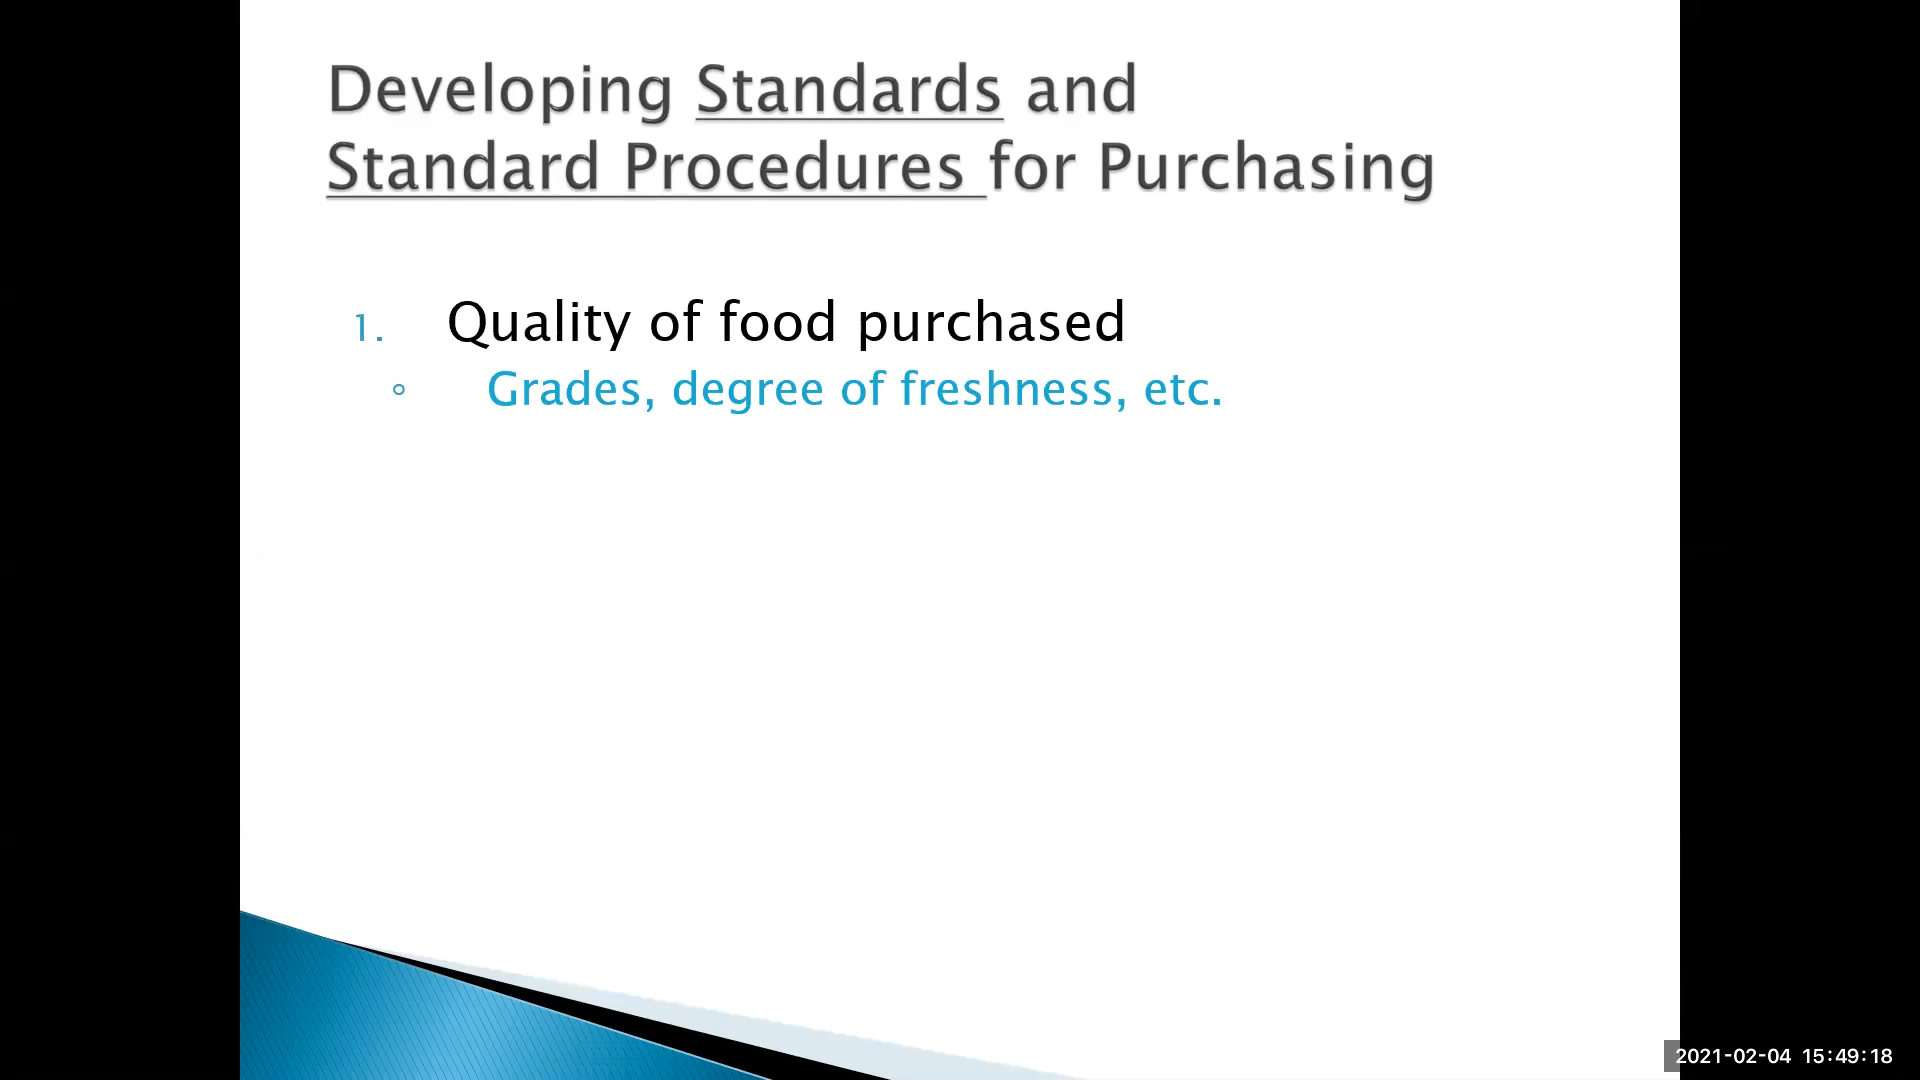 Developing Standards and
Standard Procedures for Purchasing
1. Quality of food purchased
◦ Grades, degree of freshness, etc.
2021-02-04 15:49:18